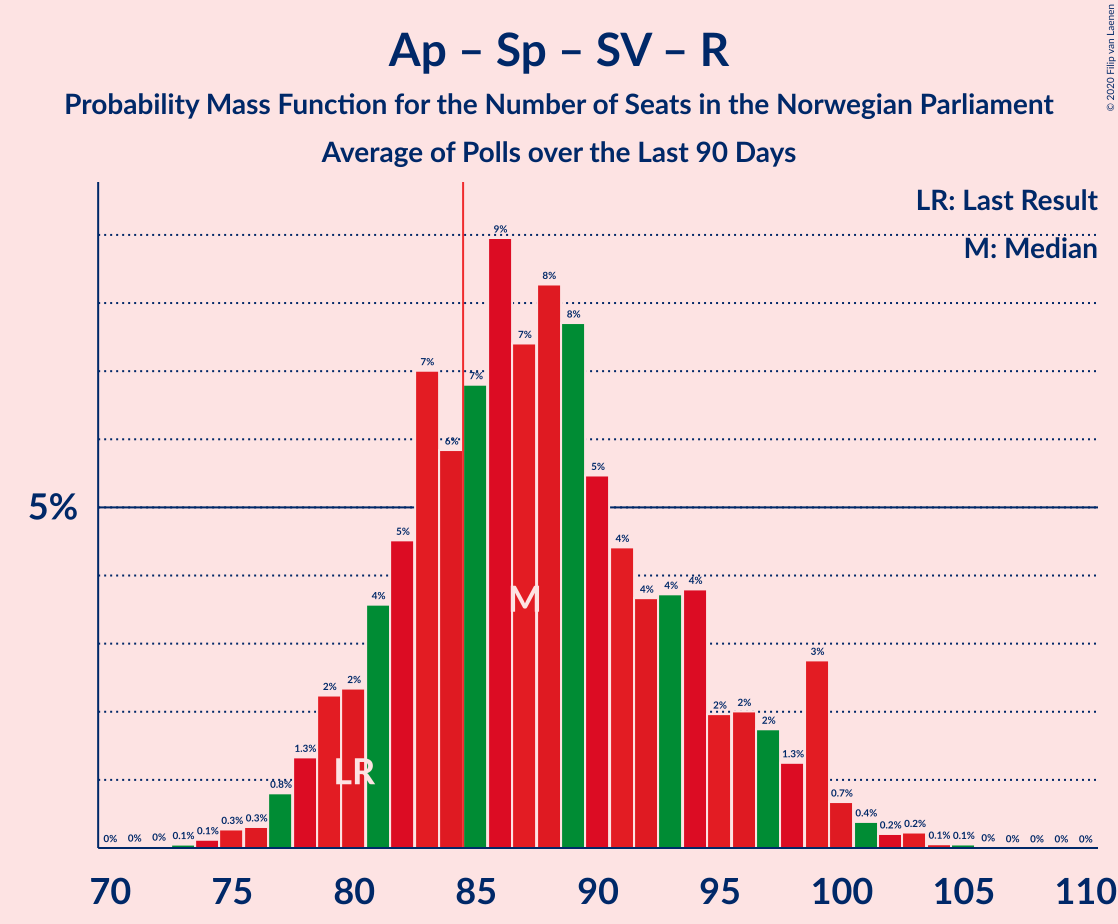 Ap – Sp – SV – R
Probability Mass Function for the Number of Seats in the Norwegian Parliament
Average of Polls over the Last 90 Days
© 2020 Filip van Laenen
LR: Last Result
M: Median
5%
0% 0% 0% 0.1% 0.1% 0.3% 0.3% 0.8% 1.3% 2% 2% 4% 5% 7% 6% 7% 9% 7% 8% 8% 5% 4% 4% 4% 4% 2% 2% 2% 1.3% 3% 0.7% 0.4% 0.2% 0.2% 0.1% 0.1% 0% 0% 0% 0% 0%
M
LR
70 75 80 85 90 95 100 105 110